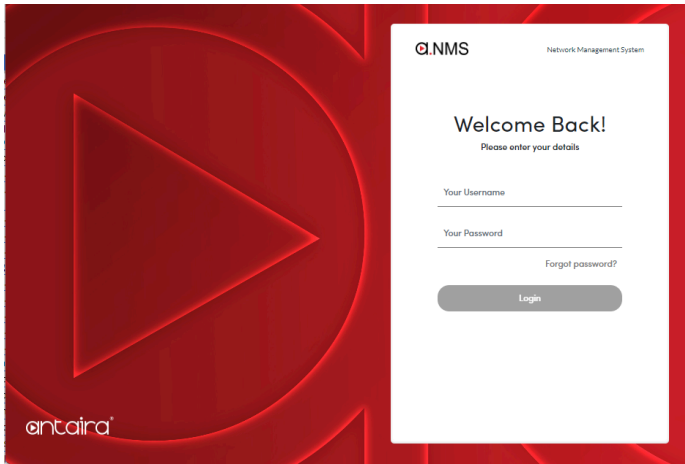 a.NMS
Network Management System
Welcome Back!
Please enter your details
Your Username
Your Password
Forgot password?
Login
antaira®